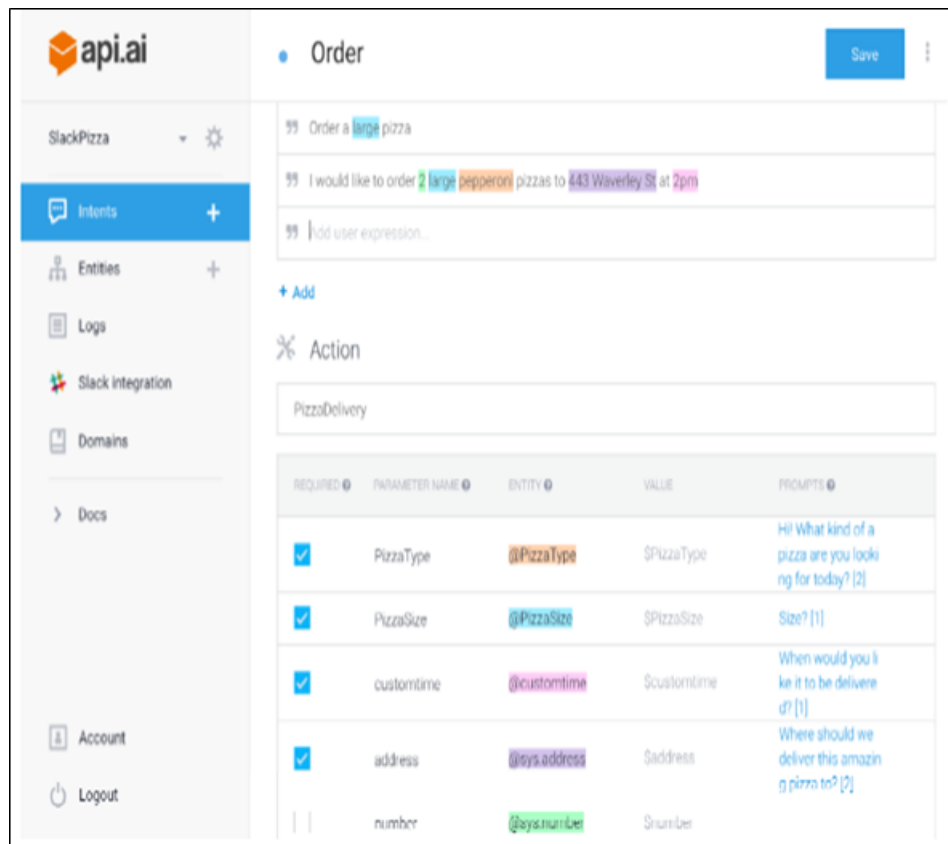 api.ai
Order
Save
SlackPizza
Order a large pizza
I would like to order 2 large pepperoni pizzas to 443 Waverley St at 2pm
Intents
+
Add user expression...
Entities
+
+ Add
Logs
Action
Slack integration
PizzaDelivery
Domains
REQUIRED PARAMETER NAME ENTITY VALUE PROMPTS
Docs
PizzaType @PizzaType $PizzaType
Hi! What kind of a
pizza are you looki
ng for today? [2]
PizzaSize @PizzaSize $PizzaSize Size? [1]
customtime @customtime $customtime
When would you li
ke it to be delivere
d? [1]
address @sys.address $address
Where should we
deliver this amazin
g pizza to? [2]
number @sys.number $number
Account
Logout